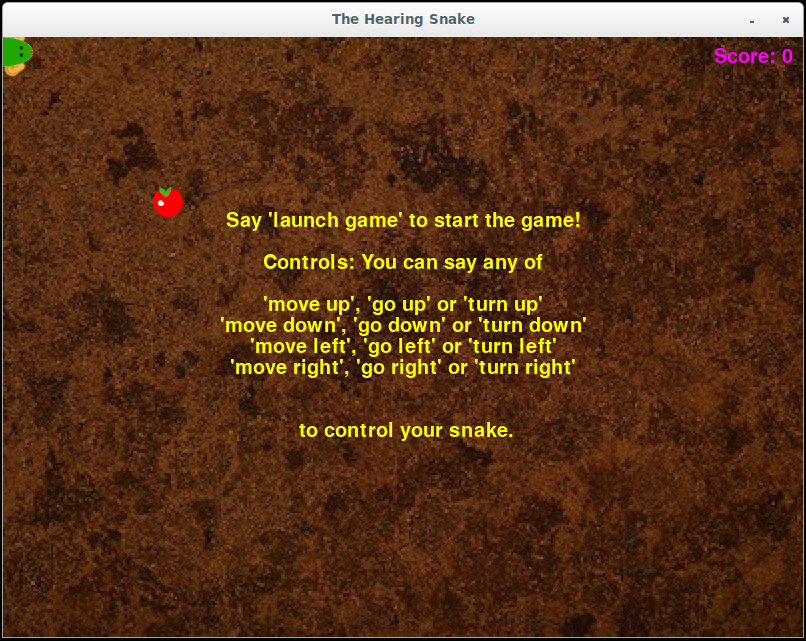 The Hearing Snake
Score: 0
Say 'launch game' to start the game!
Controls: You can say any of
'move up', 'go up' or 'turn up'
'move down', 'go down' or 'turn down'
'move left', 'go left' or 'turn left'
'move right', 'go right' or 'turn right'
to control your snake.